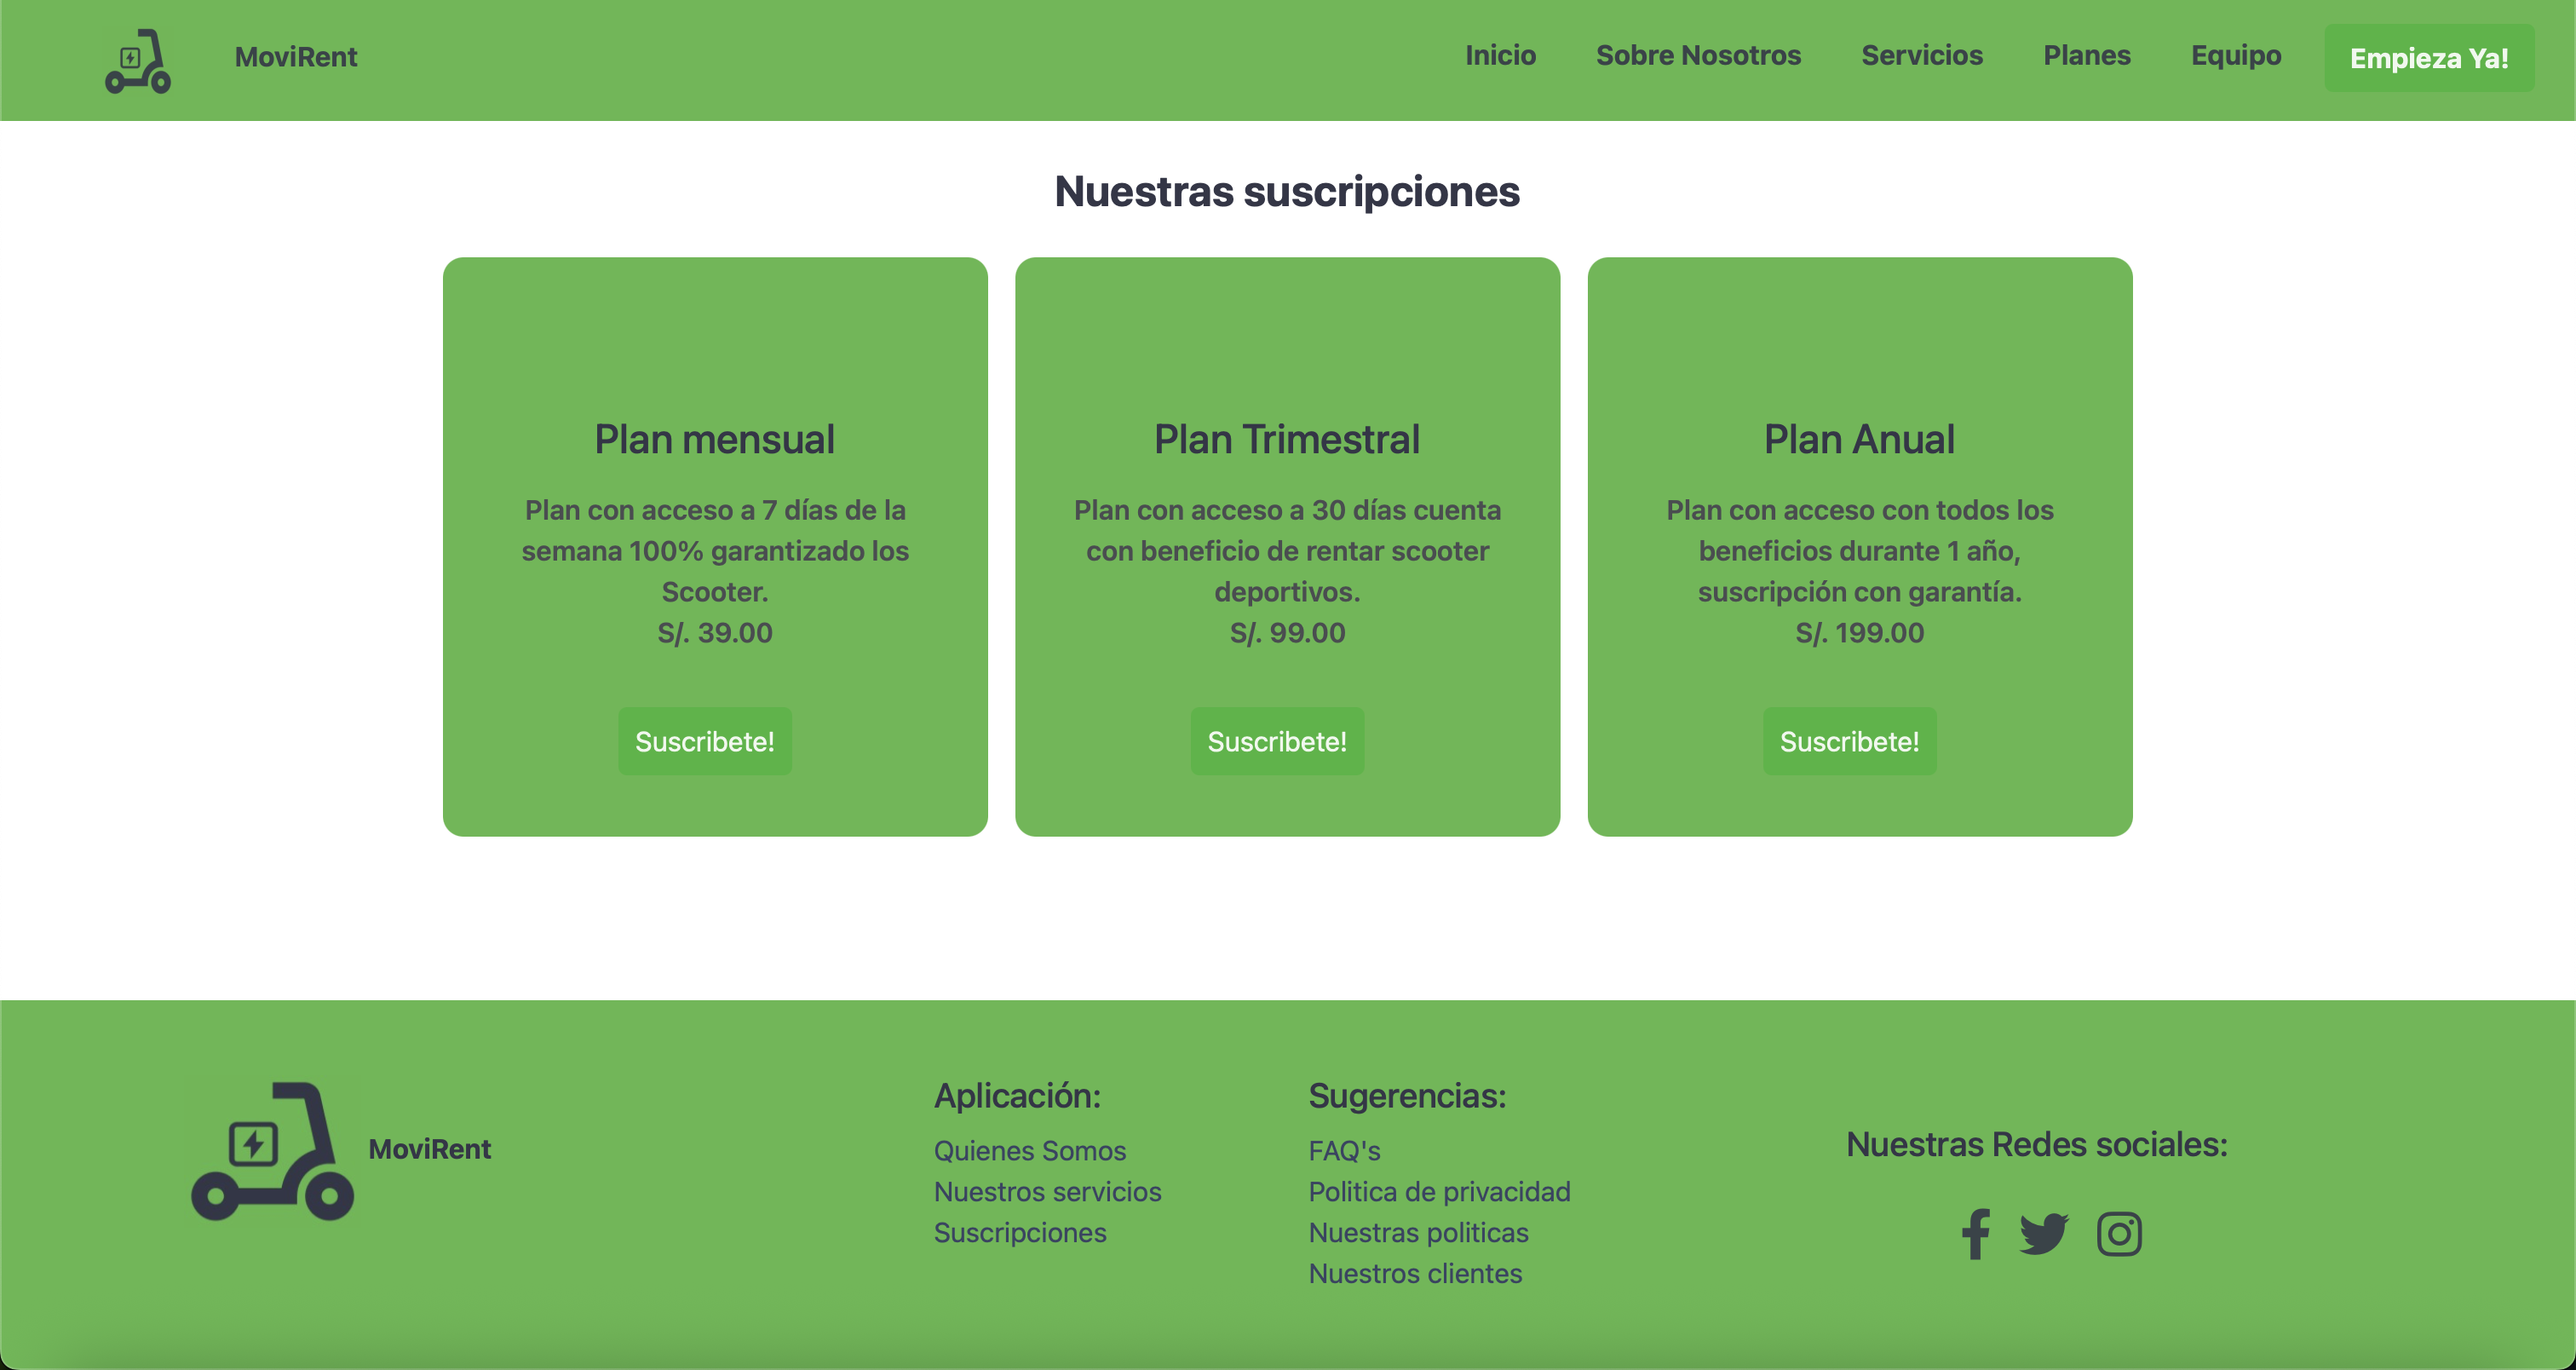 MoviRent
Inicio
Sobre Nosotros
Servicios
Planes
Equipo
Empieza Ya!
Nuestras suscripciones
Plan mensual
Plan con acceso a 7 días de la
semana 100% garantizado los
Scooter.
S/. 39.00
Suscribete!
Plan Trimestral
Plan con acceso a 30 días cuenta
con beneficio de rentar scooter
deportivos.
S/. 99.00
Suscribete!
Plan Anual
Plan con acceso con todos los
beneficios durante 1 año,
suscripción con garantía.
S/. 199.00
Suscribete!
MoviRent
Aplicación:
Quienes Somos
Nuestros servicios
Suscripciones
Sugerencias:
FAQ's
Politica de privacidad
Nuestras politicas
Nuestros clientes
Nuestras Redes sociales: